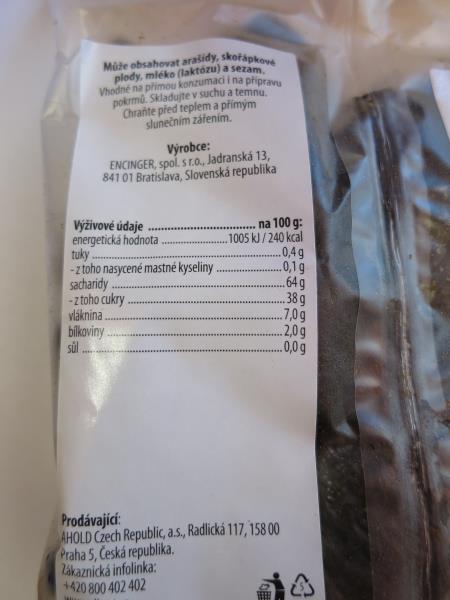 Může obsahovat arašídy, skořápkové
plody, mléko (laktózu) a sezam.
Vhodné na přímou konzumaci i na přípravu
pokrmů. Skladujte v suchu a temnu.
Chraňte před teplem a přímým
slunečním zářením.
Výrobce:
ENCINGER, spol. s r.o., Jadranská 13,
841 01 Bratislava, Slovenská republika
Výživové údaje ................ na 100 g:
energetická hodnota ................ 1005 kJ / 240 kcal
tuky ................ 0,4 g
- z toho nasycené mastné kyseliny ................ 0,1 g
sacharidy ................ 64 g
- z toho cukry ................ 38 g
vláknina ................ 7,0 g
bílkoviny ................ 2,0 g
sůl ................ 0,0 g
Prodávající:
AHOLD Czech Republic, a.s., Radlická 117, 158 00
Praha 5, Česká republika.
Zákaznická infolinka:
+420 800 402 402
5